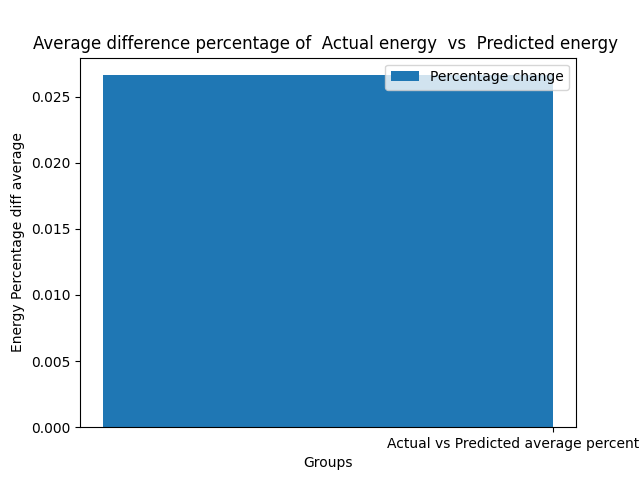 Average difference percentage of  Actual energy  vs  Predicted energy
Percentage change
0.025
0.020
0.015
0.010
0.005
0.000
Energy Percentage diff average
Actual vs Predicted average percent
Groups